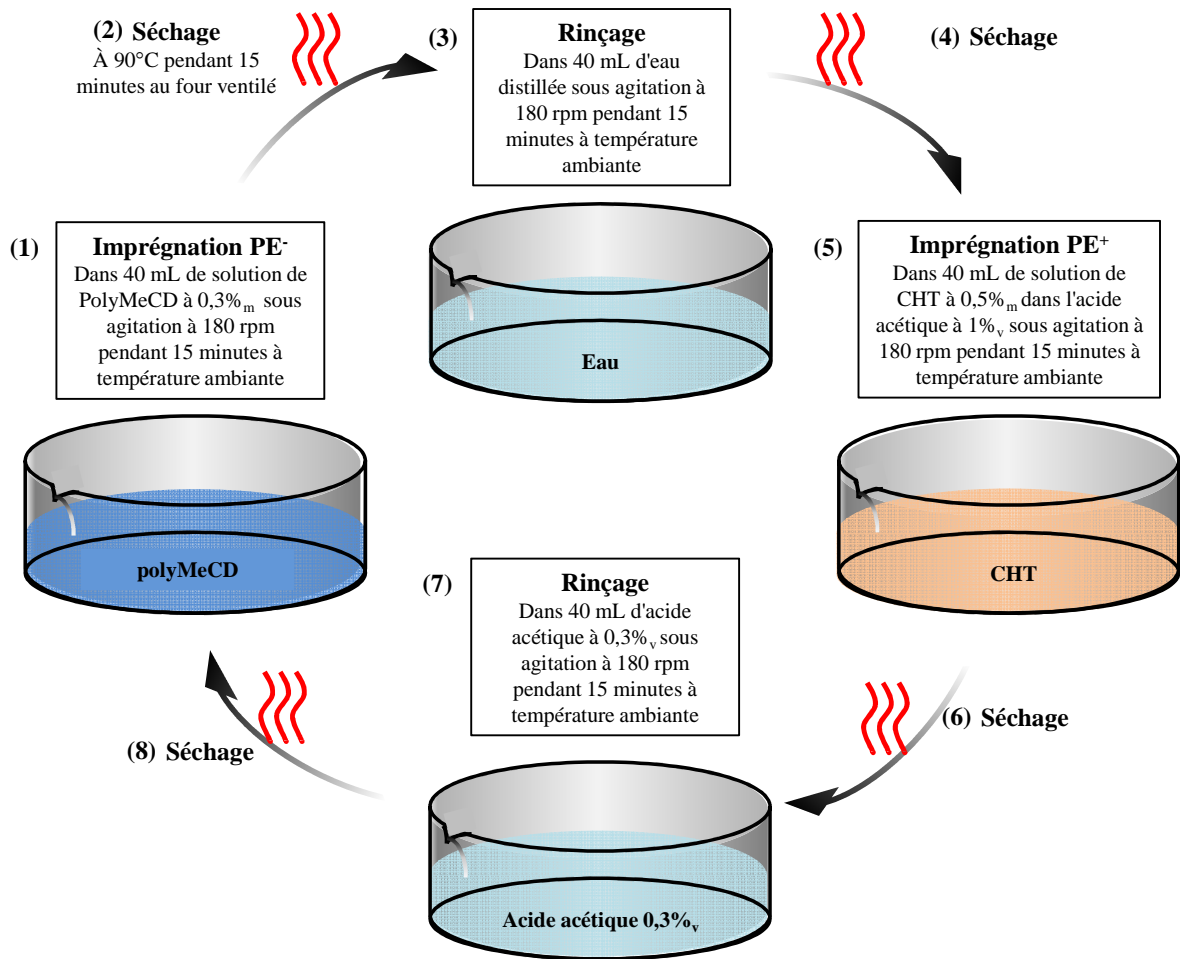 (2) Séchage
À 90°C pendant 15
minutes au four ventilé
(3)
Rinçage
Dans 40 mL d'eau
distillée sous agitation à
180 rpm pendant 15
minutes à température
ambiante
(4) Séchage
(1)
Imprégnation PE⁻
Dans 40 mL de solution de
PolyMeCD à 0,3%ₘ sous
agitation à 180 rpm
pendant 15 minutes à
température ambiante
Eau
(5)
Imprégnation PE⁺
Dans 40 mL de solution de
CHT à 0,5%ₘ dans l'acide
acétique à 1%ᵥ sous agitation à
180 rpm pendant 15 minutes à
température ambiante
polyMeCD
CHT
(7)
Rinçage
Dans 40 mL d'acide
acétique à 0,3%ᵥ sous
agitation à 180 rpm
pendant 15 minutes à
température ambiante
(6) Séchage
(8) Séchage
Acide acétique 0,3%ᵥ